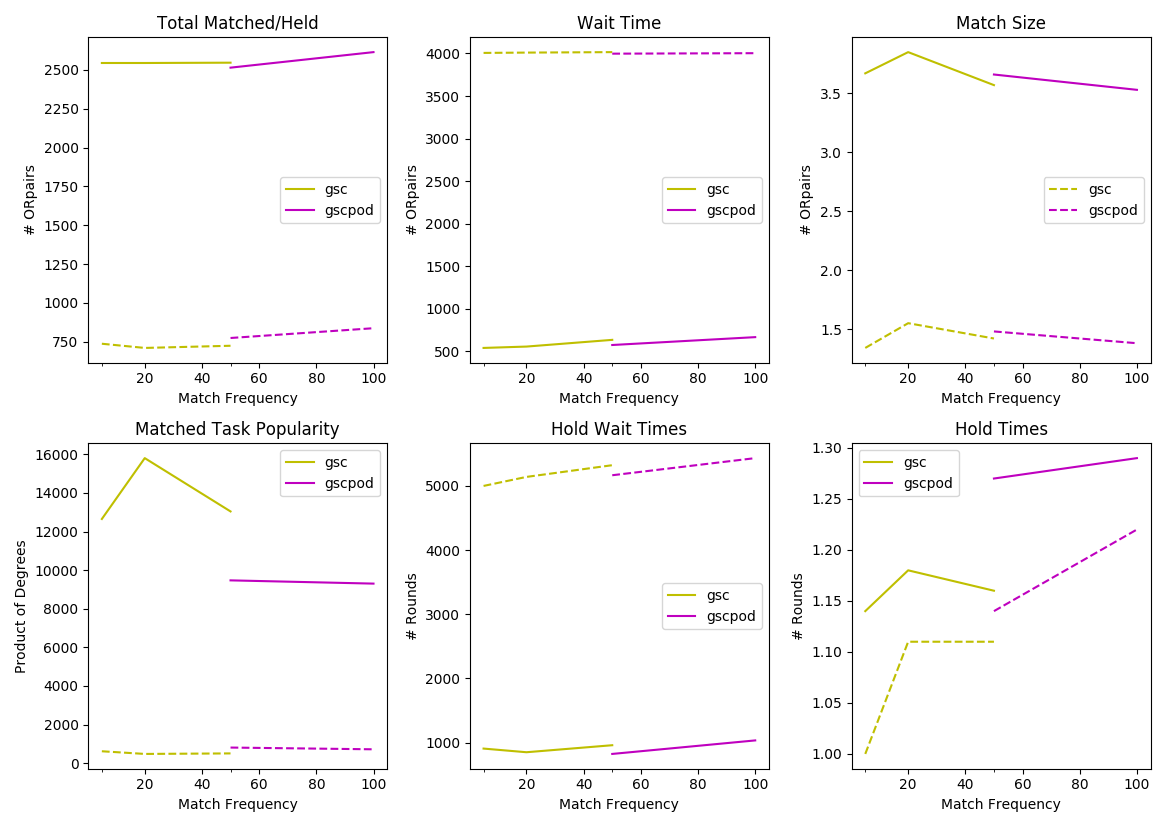 Total Matched/Held
# ORpairs
2500
2250
2000
1750
1500
1250
1000
750
gsc
gscpod
20 40 60 80 100
Match Frequency
Wait Time
# ORpairs
4000
3500
3000
2500
2000
1500
1000
500
gsc
gscpod
20 40 60 80 100
Match Frequency
Match Size
# ORpairs
3.5
3.0
2.5
2.0
1.5
gsc
gscpod
20 40 60 80 100
Match Frequency
Matched Task Popularity
Product of Degrees
16000
14000
12000
10000
8000
6000
4000
2000
0
gsc
gscpod
20 40 60 80 100
Match Frequency
Hold Wait Times
# Rounds
5000
4000
3000
2000
1000
gsc
gscpod
20 40 60 80 100
Match Frequency
Hold Times
# Rounds
1.30
1.25
1.20
1.15
1.10
1.05
1.00
gsc
gscpod
20 40 60 80 100
Match Frequency